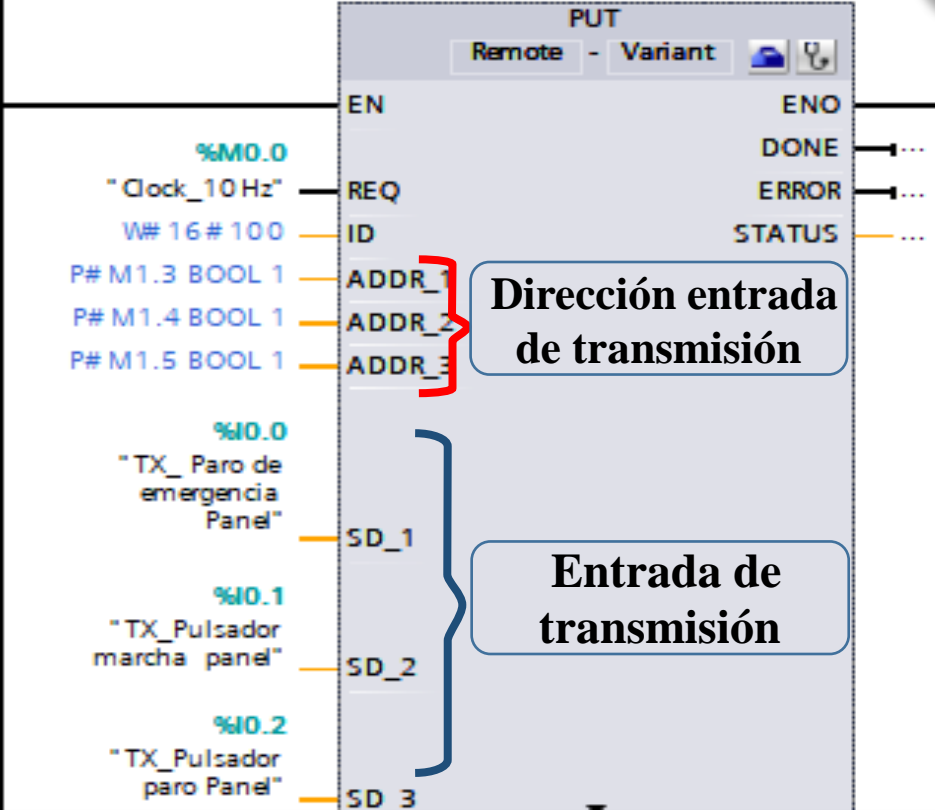 PUT
Remote - Variant
EN
ENO
%M0.0
DONE
"Clock_10 Hz"
REQ
ERROR
W#16#100
ID
STATUS
P#M1.3 BOOL 1
ADDR_1
P#M1.4 BOOL 1
ADDR_2
P#M1.5 BOOL 1
ADDR_3
Dirección entrada
de transmisión
%I0.0
"TX_ Paro de
emergencia
Panel"
SD_1
Entrada de
transmisión
%I0.1
"TX_Pulsador
marcha panel"
SD_2
%I0.2
"TX_Pulsador
paro Panel"
SD_3